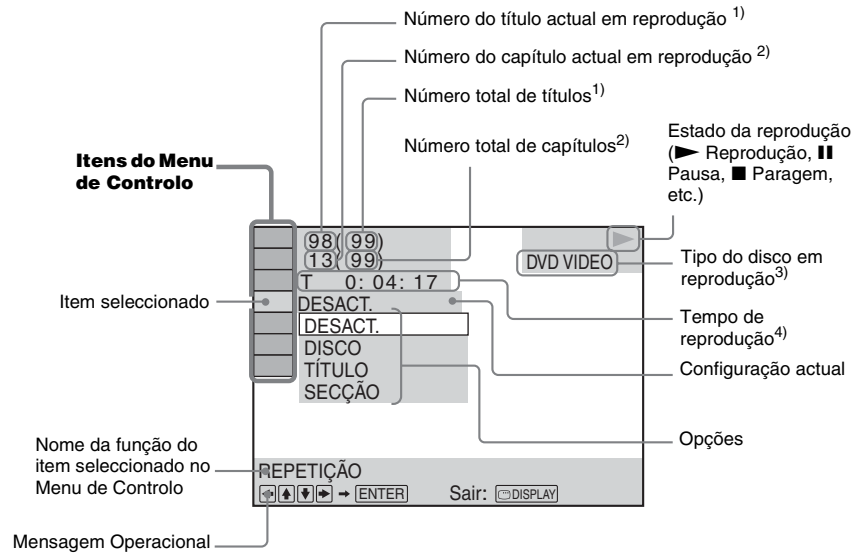 Número do título actual em reprodução 1)
Número do capítulo actual em reprodução 2)
Número total de títulos1)
Número total de capítulos2)
Estado da reprodução
(► Reprodução, ❚❚
Pausa, ■ Paragem,
etc.)
Itens do Menu
de Controlo
98( 99)
13( 99)
T 0: 04: 17
DESACT.
DESACT.
DISCO
TÍTULO
SECÇÃO
DVD VIDEO
Tipo do disco em
reprodução3)
Item seleccionado
Tempo de
reprodução4)
Configuração actual
Opções
Nome da função do
item seleccionado no
Menu de Controlo
REPETIÇÃO
← ↑ ↓ → → ENTER Sair: DISPLAY
Mensagem Operacional